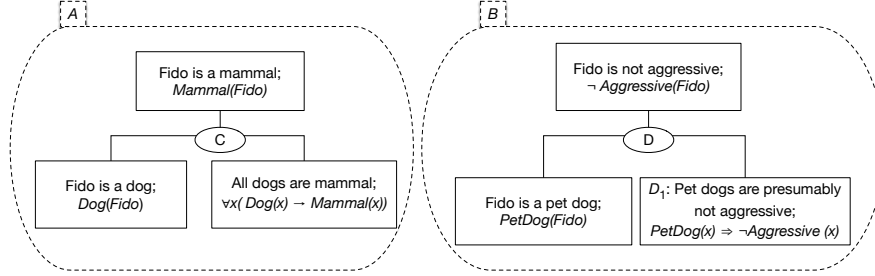 A
Fido is a mammal;
Mammal(Fido)
C
Fido is a dog;
Dog(Fido)
All dogs are mammal;
∀x( Dog(x) → Mammal(x))
B
Fido is not aggressive;
¬ Aggressive(Fido)
D
Fido is a pet dog;
PetDog(Fido)
D₁: Pet dogs are presumably
not aggressive;
PetDog(x) ⇒ ¬Aggressive (x)